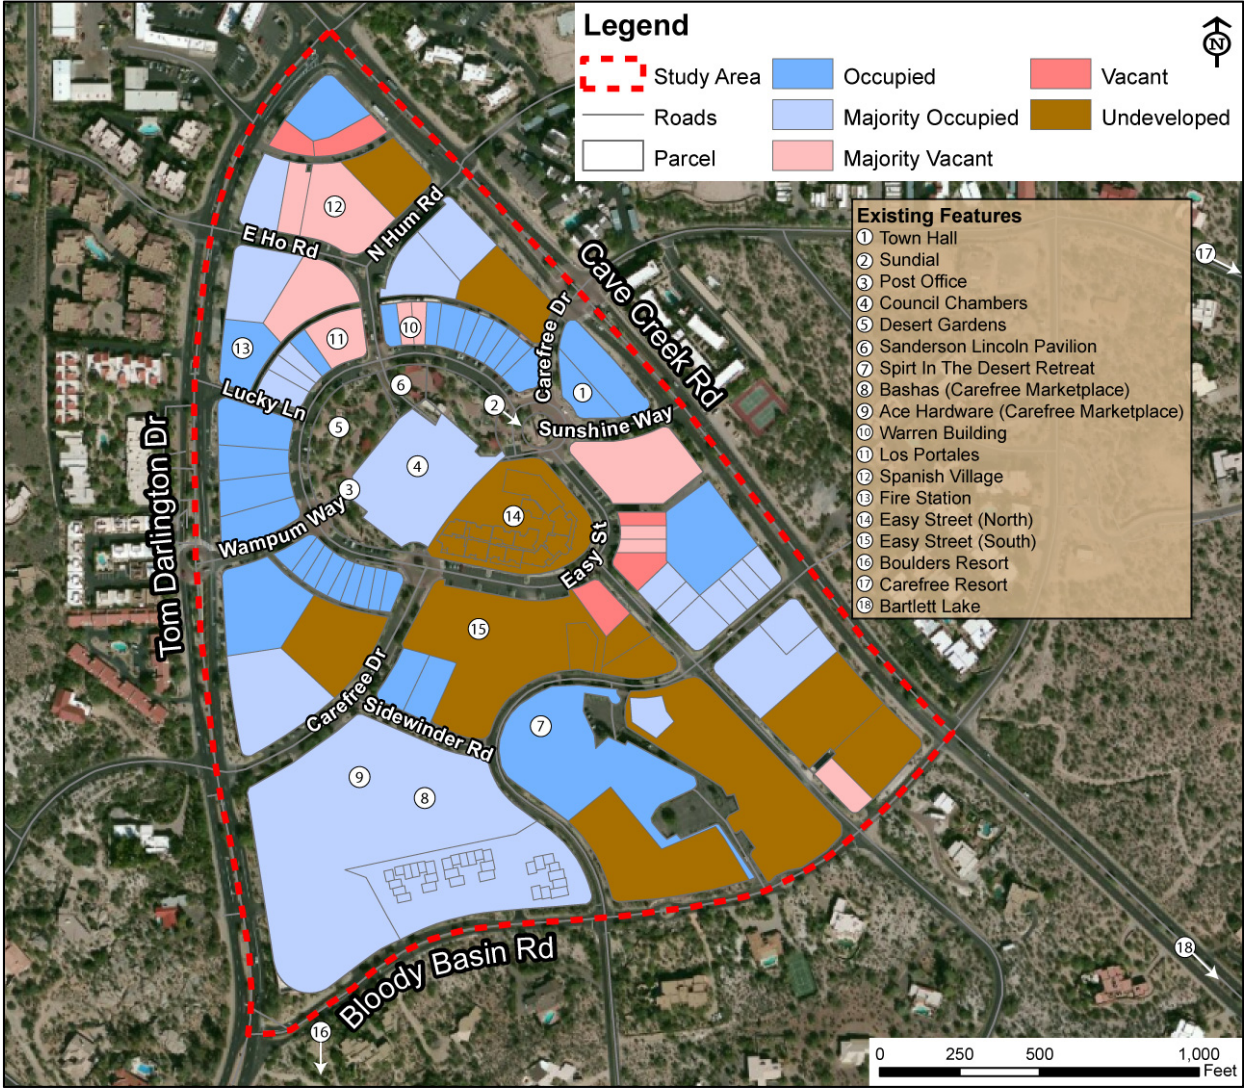 Legend
N
Study Area
Occupied
Vacant
Roads
Majority Occupied
Undeveloped
Parcel
Majority Vacant
Existing Features
1 Town Hall
2 Sundial
3 Post Office
4 Council Chambers
5 Desert Gardens
6 Sanderson Lincoln Pavilion
7 Spirt In The Desert Retreat
8 Bashas (Carefree Marketplace)
9 Ace Hardware (Carefree Marketplace)
10 Warren Building
11 Los Portales
12 Spanish Village
13 Fire Station
14 Easy Street (North)
15 Easy Street (South)
16 Boulders Resort
17 Carefree Resort
18 Bartlett Lake
12
E Ho Rd
N Hum Rd
Cave Creek Rd
17
Carefree Dr
10
11
13
6
1
2
Lucky Ln
5
Sunshine Way
Tom Darlington Dr
4
3
14
Wampum Way
Easy St
15
Carefree Dr
Sidewinder Rd
7
9
8
18
Bloody Basin Rd
16
0 250 500 1,000
Feet